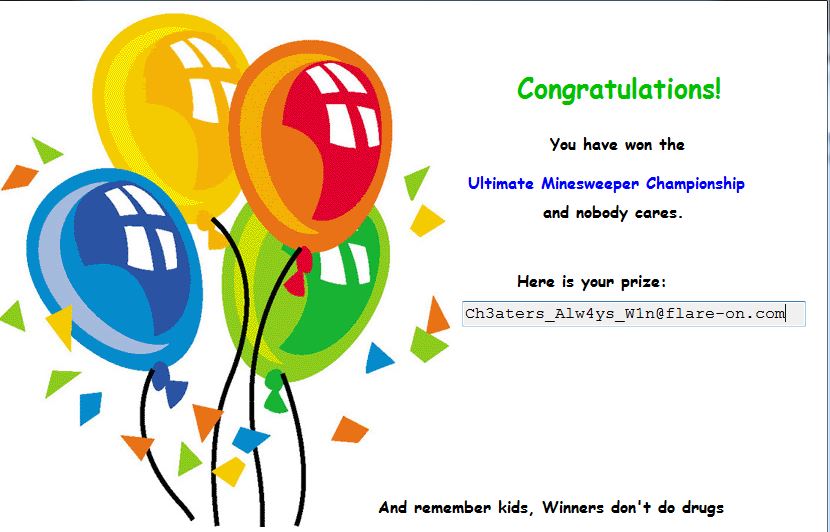 Congratulations!
You have won the
Ultimate Minesweeper Championship
and nobody cares.
Here is your prize:
Ch3aters_Alw4ys_W1n@flare-on.com
And remember kids, Winners don't do drugs